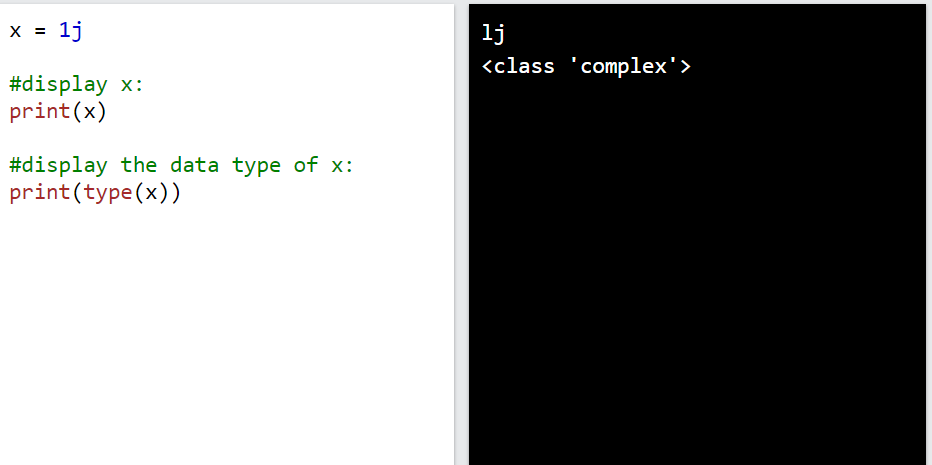 x = 1j
#display x:
print(x)
#display the data type of x:
print(type(x))
1j
<class 'complex'>